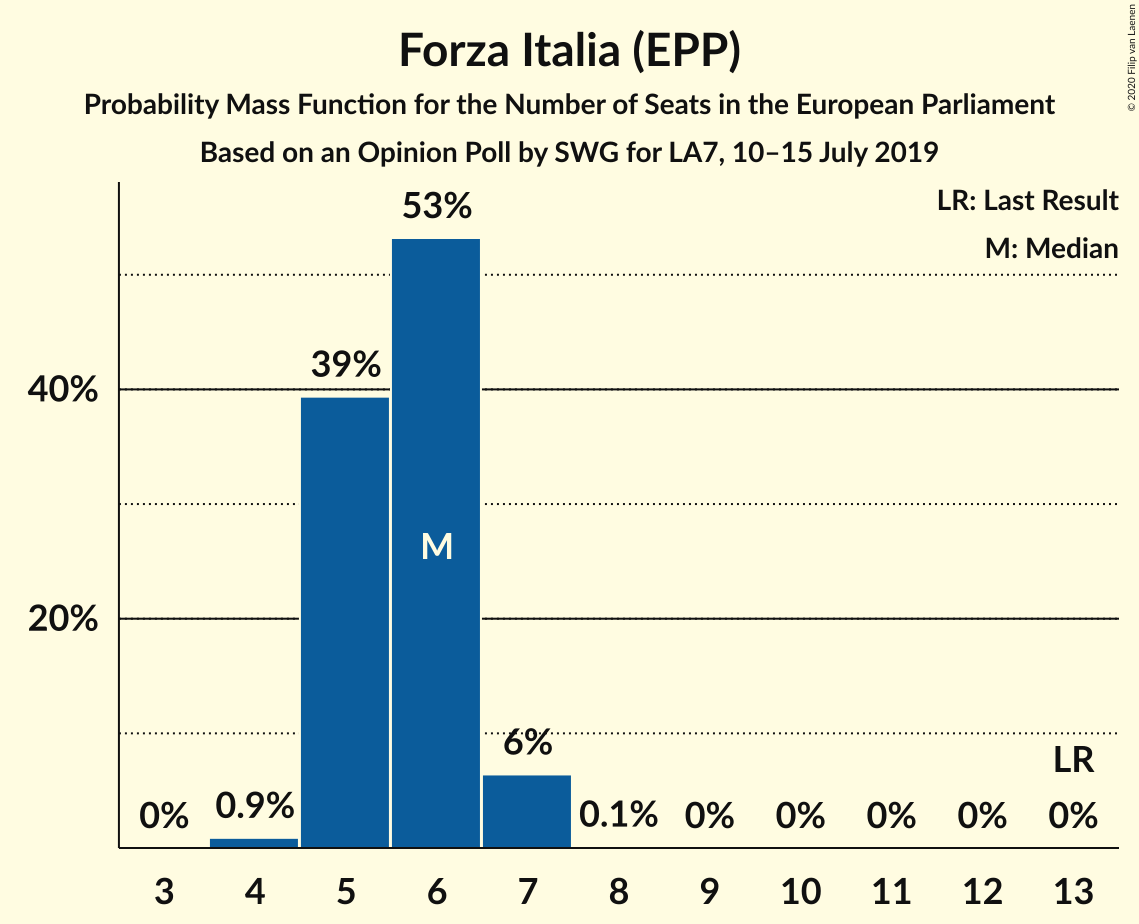 Forza Italia (EPP)
Probability Mass Function for the Number of Seats in the European Parliament
Based on an Opinion Poll by SWG for LA7, 10–15 July 2019
© 2020 Filip van Laenen
LR: Last Result
M: Median
53%
39%
40%
M
20%
6%
LR
0%
0.9%
0.1%
0%
0%
0%
0%
0%
3 4 5 6 7 8 9 10 11 12 13